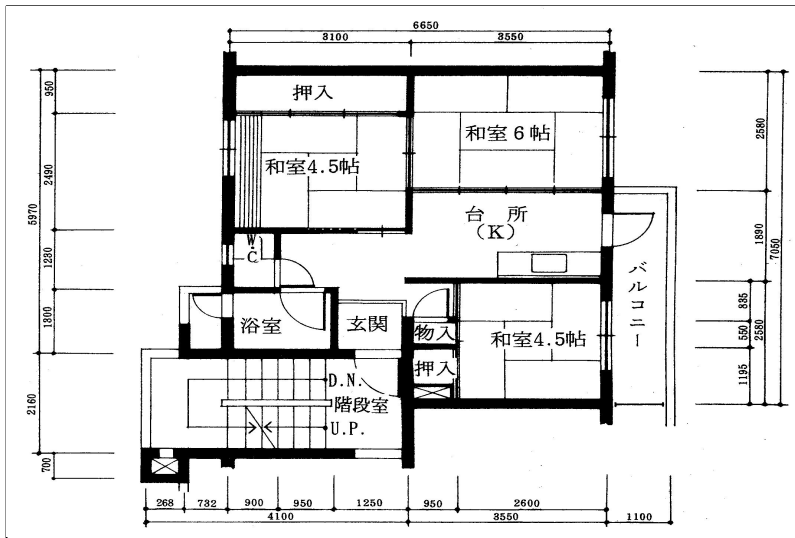 6650
3100
3550
950
押入
和室6帖
2580
和室4.5帖
2490
5970
台所
(K)
1890
7050
W.C
1280
バルコニー
835
浴室
玄関
物入
和室4.5帖
550
2580
1800
押入
1195
D.N.
階段室
U.P.
2160
700
268
732
900
950
1250
950
2600
4100
3550
1100